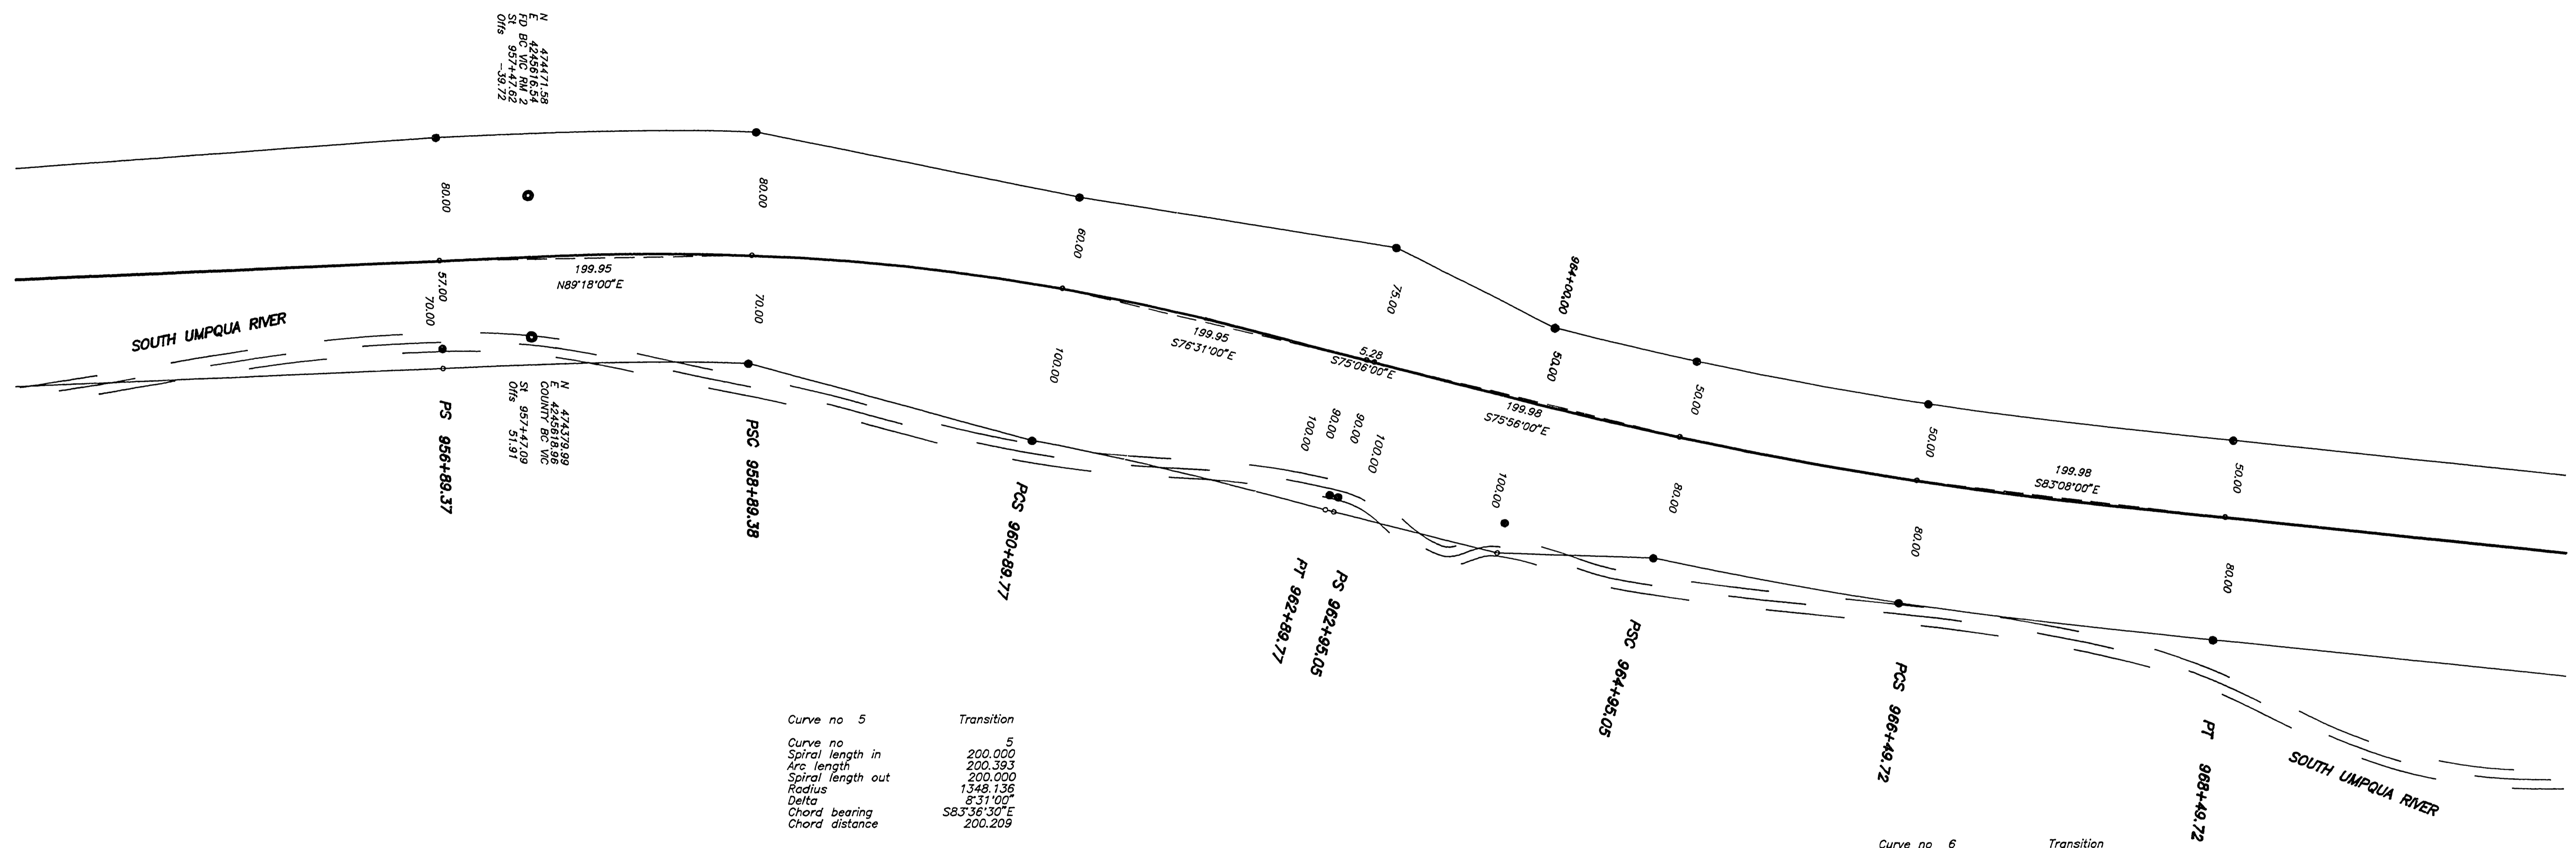 N 474471.58
E 4245616.54
FD BC VIC RM 2
St 957+47.62
Offs -39.72
80.00
80.00
60.00
75.00
964+00.00
50.00
50.00
50.00
50.00
199.95
N89°18'00"E
57.00
70.00
70.00
SOUTH UMPQUA RIVER
199.95
S76°31'00"E
5.28
S75°06'00"E
199.98
S75°56'00"E
199.98
S83°08'00"E
100.00
100.00
90.00
90.00
100.00
100.00
80.00
80.00
80.00
N 474379.99
E 4245618.96
COUNTY BC VIC
St 957+47.09
Offs 51.91
PS 956+89.37
PSC 958+89.38
PCS 960+89.77
PT 962+89.77
PS 962+95.05
PSC 964+95.05
PCS 966+49.72
PT 968+49.72
SOUTH UMPQUA RIVER
Curve no 5 Transition
Curve no 5
Spiral length in 200.000
Arc length 200.393
Spiral length out 200.000
Radius 1348.136
Delta 8°31'00"
Chord bearing S83°36'30"E
Chord distance 200.209
Curve no 6 Transition